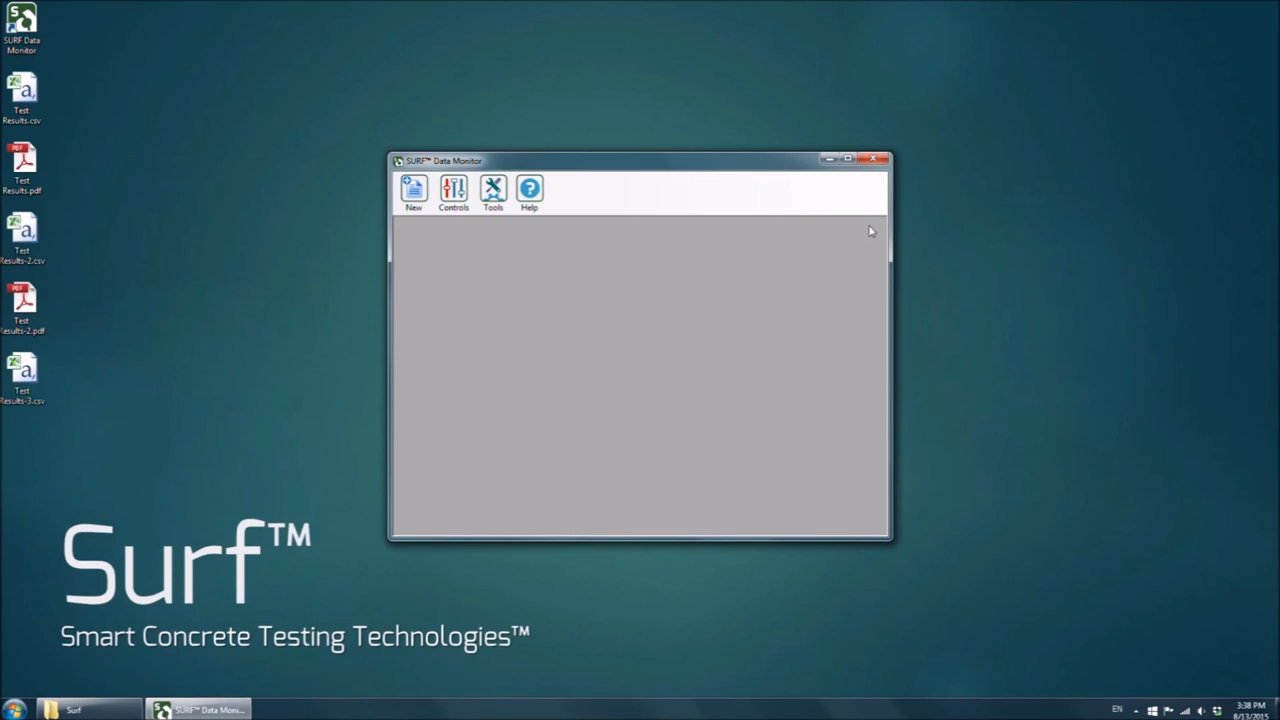 SURF Data
Monitor
Test
Results.csv
PDF
Test
Results.pdf
Test
Results-2.csv
PDF
Test
Results-2.pdf
Test
Results-3.csv
SURF™ Data Monitor
New
Controls
Tools
Help
Surf™
Smart Concrete Testing Technologies™
Surf
SURF™ Data Moni...
EN
3:38 PM
8/13/2015